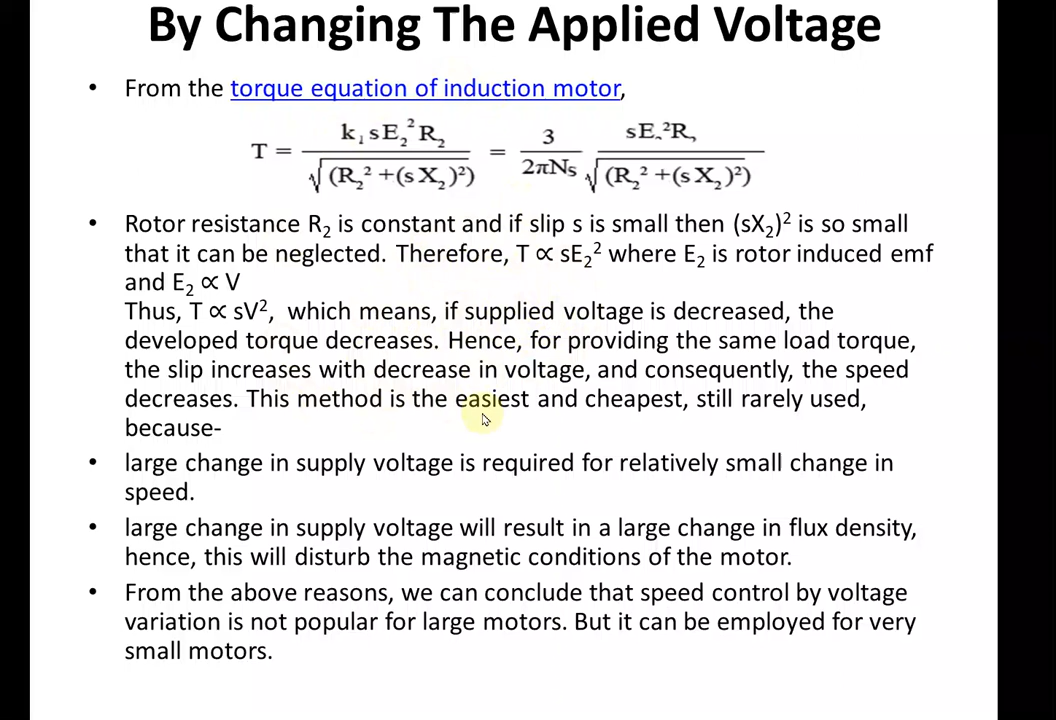 By Changing The Applied Voltage
• From the torque equation of induction motor,
T = k₁sE₂²R₂ / √(R₂² +(sX₂)²) = 3 / 2πNs sE₂²R₂ / √(R₂² +(sX₂)²)
• Rotor resistance R₂ is constant and if slip s is small then (sX₂)² is so small
that it can be neglected. Therefore, T ∝ sE₂² where E₂ is rotor induced emf
and E₂ ∝ V
Thus, T ∝ sV², which means, if supplied voltage is decreased, the
developed torque decreases. Hence, for providing the same load torque,
the slip increases with decrease in voltage, and consequently, the speed
decreases. This method is the easiest and cheapest, still rarely used,
because-
• large change in supply voltage is required for relatively small change in
speed.
• large change in supply voltage will result in a large change in flux density,
hence, this will disturb the magnetic conditions of the motor.
• From the above reasons, we can conclude that speed control by voltage
variation is not popular for large motors. But it can be employed for very
small motors.